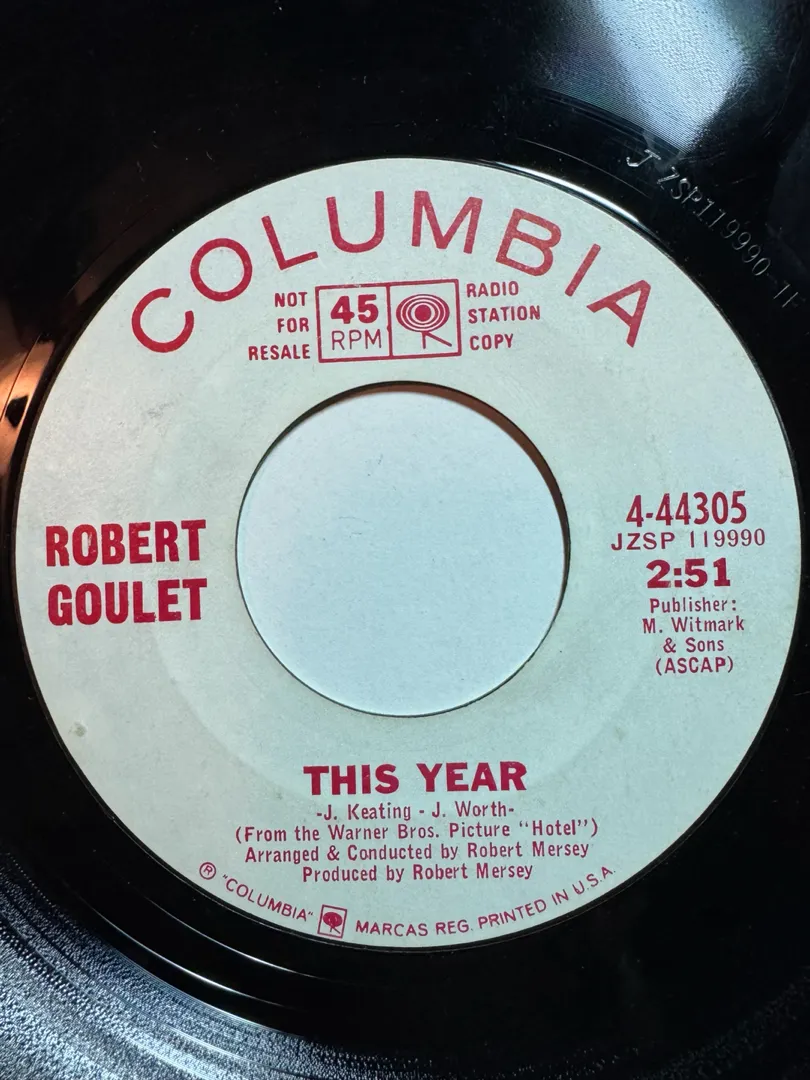 COLUMBIA
NOT
FOR
RESALE
45
RPM
RADIO
STATION
COPY
ROBERT
GOULET
4-44305
JZSP 119990
2:51
Publisher:
M. Witmark
& Sons
(ASCAP)
THIS YEAR
-J. Keating - J. Worth-
(From the Warner Bros. Picture "Hotel")
Arranged & Conducted by Robert Mersey
Produced by Robert Mersey
® "COLUMBIA" MARCAS REG. PRINTED IN U.S.A.